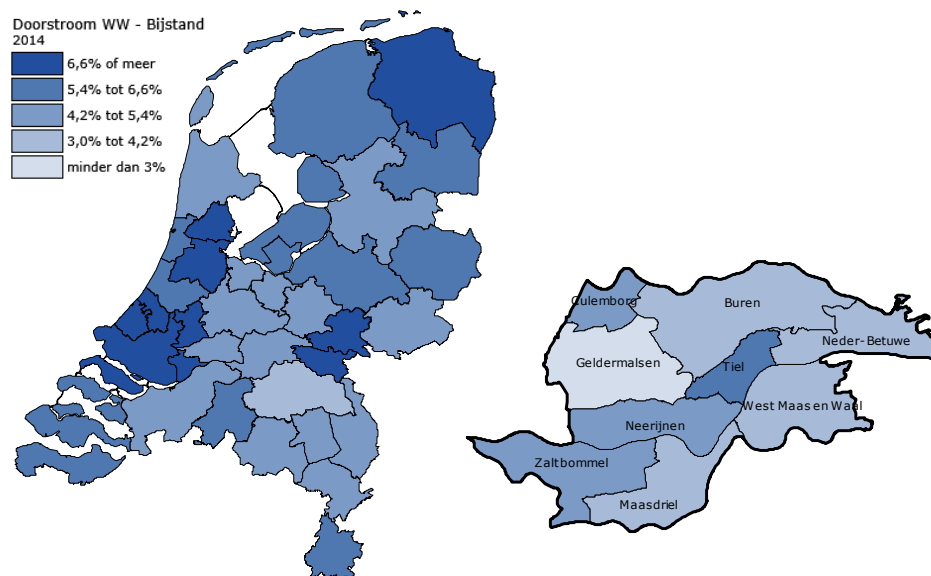 Doorstroom WW - Bijstand
2014
6,6% of meer
5,4% tot 6,6%
4,2% tot 5,4%
3,0% tot 4,2%
minder dan 3%
Culemborg
Buren
Neder-Betuwe
Geldermalsen
Tiel
West Maas en Waal
Neerijnen
Zaltbommel
Maasdriel